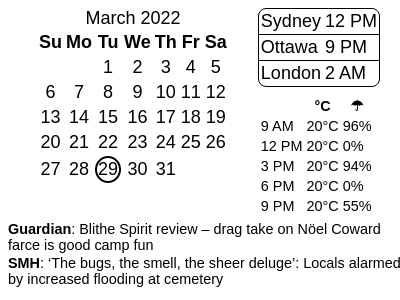 March 2022
Su Mo Tu We Th Fr Sa
1 2 3 4 5
6 7 8 9 10 11 12
13 14 15 16 17 18 19
20 21 22 23 24 25 26
27 28 29 30 31
Sydney 12 PM
Ottawa 9 PM
London 2 AM
°C ☂
9 AM 20°C 96%
12 PM 20°C 0%
3 PM 20°C 94%
6 PM 20°C 0%
9 PM 20°C 55%
Guardian: Blithe Spirit review – drag take on Nöel Coward
farce is good camp fun
SMH: ‘The bugs, the smell, the sheer deluge’: Locals alarmed
by increased flooding at cemetery